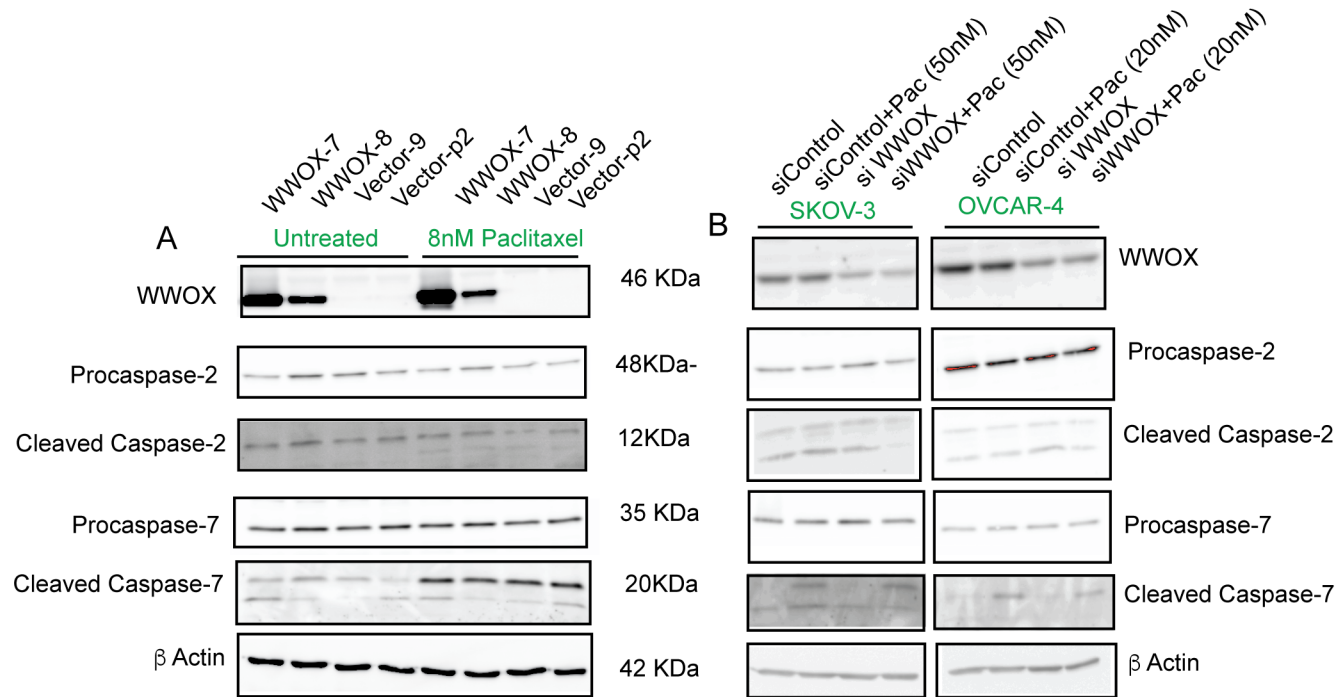 WWOX-7
WWOX-8
Vector-9
Vector-p2
WWOX-7
WWOX-8
Vector-9
Vector-p2
A
Untreated
8nM Paclitaxel
WWOX
46 KDa
Procaspase-2
48KDa-
Cleaved Caspase-2
12KDa
Procaspase-7
35 KDa
Cleaved Caspase-7
20KDa
β Actin
42 KDa
siControl
siControl+Pac (50nM)
si WWOX
siWWOX+Pac (50nM)
siControl
siControl+Pac (20nM)
si WWOX
siWWOX+Pac (20nM)
B
SKOV-3
OVCAR-4
WWOX
Procaspase-2
Cleaved Caspase-2
Procaspase-7
Cleaved Caspase-7
β Actin